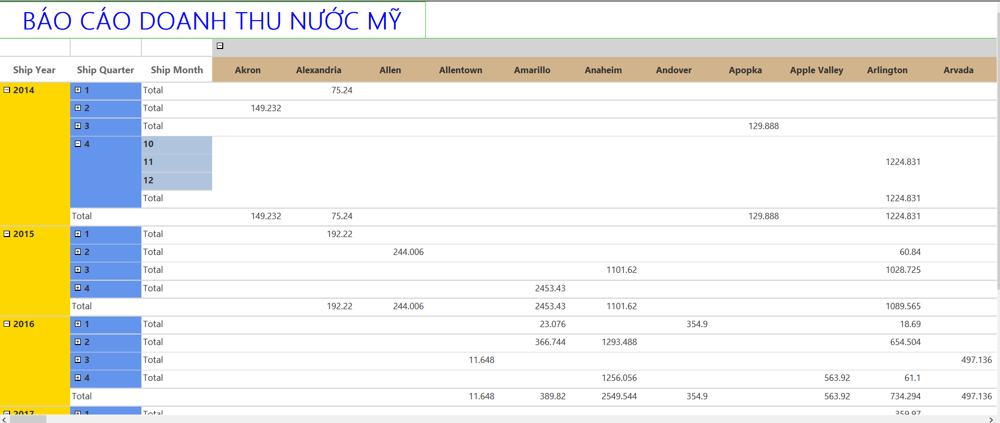 BÁO CÁO DOANH THU NƯỚC MỸ
Ship Year Ship Quarter Ship Month Akron Alexandria Allen Allentown Amarillo Anaheim Andover Apopka Apple Valley Arlington Arvada
2014 1 Total 75.24
2 Total 149.232
3 Total 129.888
4 10
11 1224.831
12
Total 1224.831
Total 149.232 75.24 129.888 1224.831
2015 1 Total 192.22
2 Total 244.006 60.84
3 Total 1101.62 1028.725
4 Total 2453.43
Total 192.22 244.006 2453.43 1101.62 1089.565
2016 1 Total 23.076 354.9 18.69
2 Total 366.744 1293.488 654.504
3 Total 11.648 497.136
4 Total 1256.056 563.92 61.1
Total 11.648 389.82 2549.544 354.9 563.92 734.294 497.136
2017 1 Total 359.97